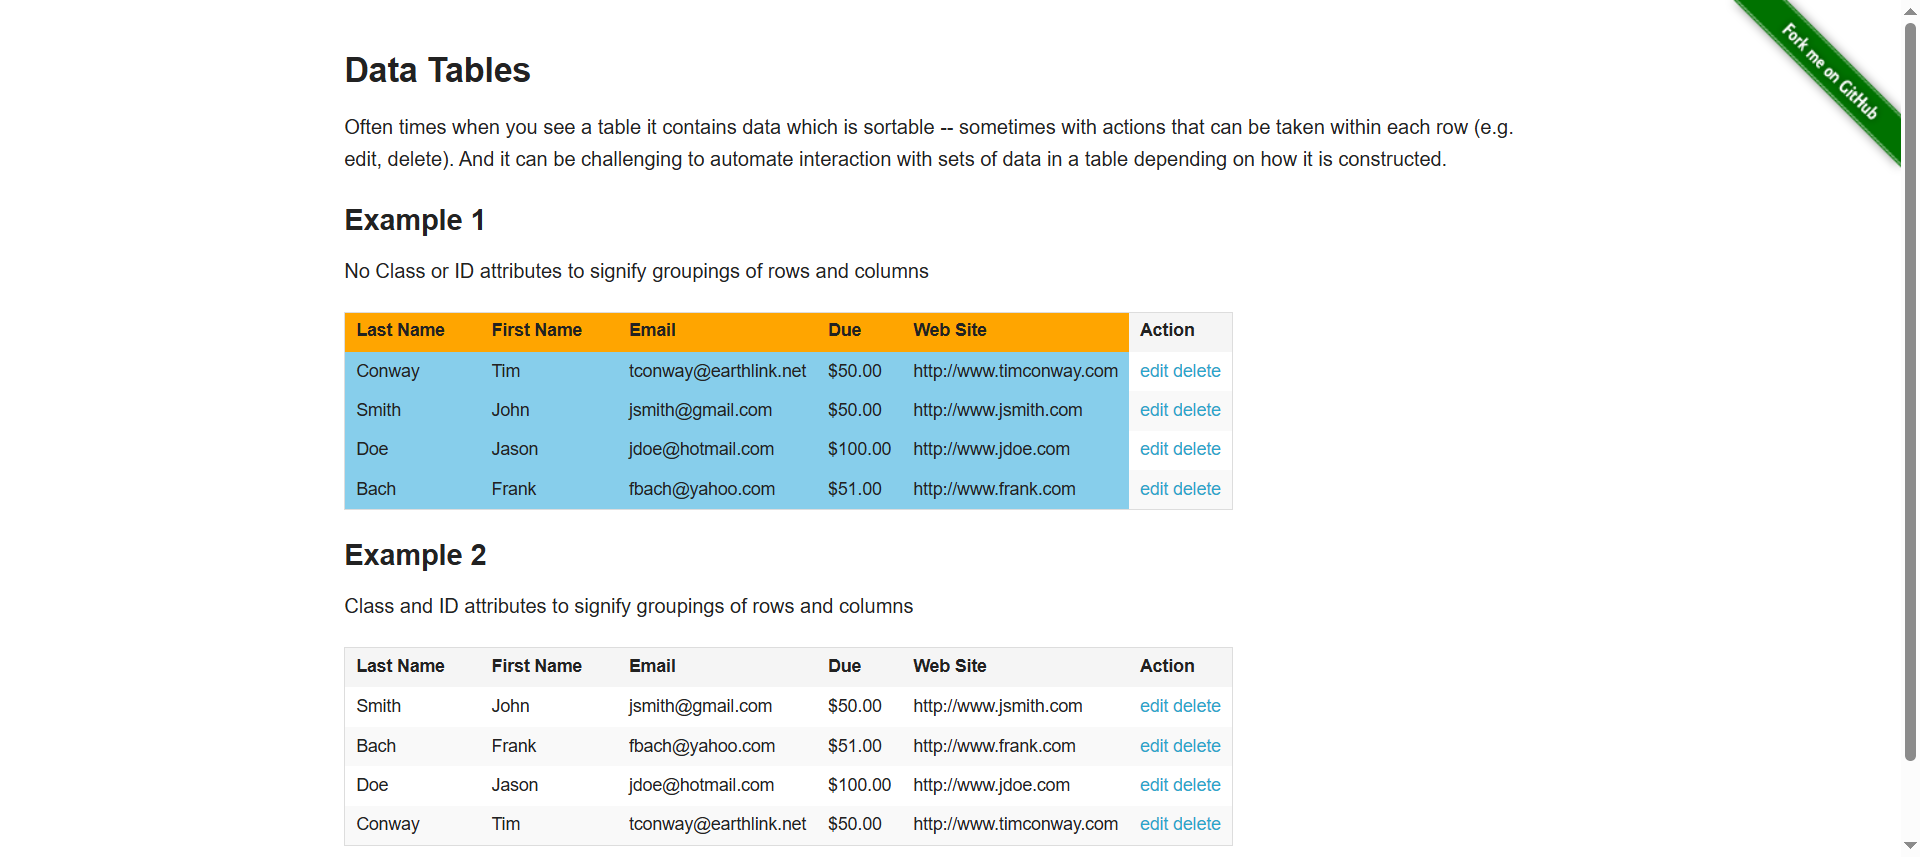 Fork me on GitHub
Data Tables
Often times when you see a table it contains data which is sortable -- sometimes with actions that can be taken within each row (e.g.
edit, delete). And it can be challenging to automate interaction with sets of data in a table depending on how it is constructed.
Example 1
No Class or ID attributes to signify groupings of rows and columns
Last Name First Name Email Due Web Site Action
Conway Tim tconway@earthlink.net $50.00 http://www.timconway.com edit delete
Smith John jsmith@gmail.com $50.00 http://www.jsmith.com edit delete
Doe Jason jdoe@hotmail.com $100.00 http://www.jdoe.com edit delete
Bach Frank fbach@yahoo.com $51.00 http://www.frank.com edit delete
Example 2
Class and ID attributes to signify groupings of rows and columns
Last Name First Name Email Due Web Site Action
Smith John jsmith@gmail.com $50.00 http://www.jsmith.com edit delete
Bach Frank fbach@yahoo.com $51.00 http://www.frank.com edit delete
Doe Jason jdoe@hotmail.com $100.00 http://www.jdoe.com edit delete
Conway Tim tconway@earthlink.net $50.00 http://www.timconway.com edit delete